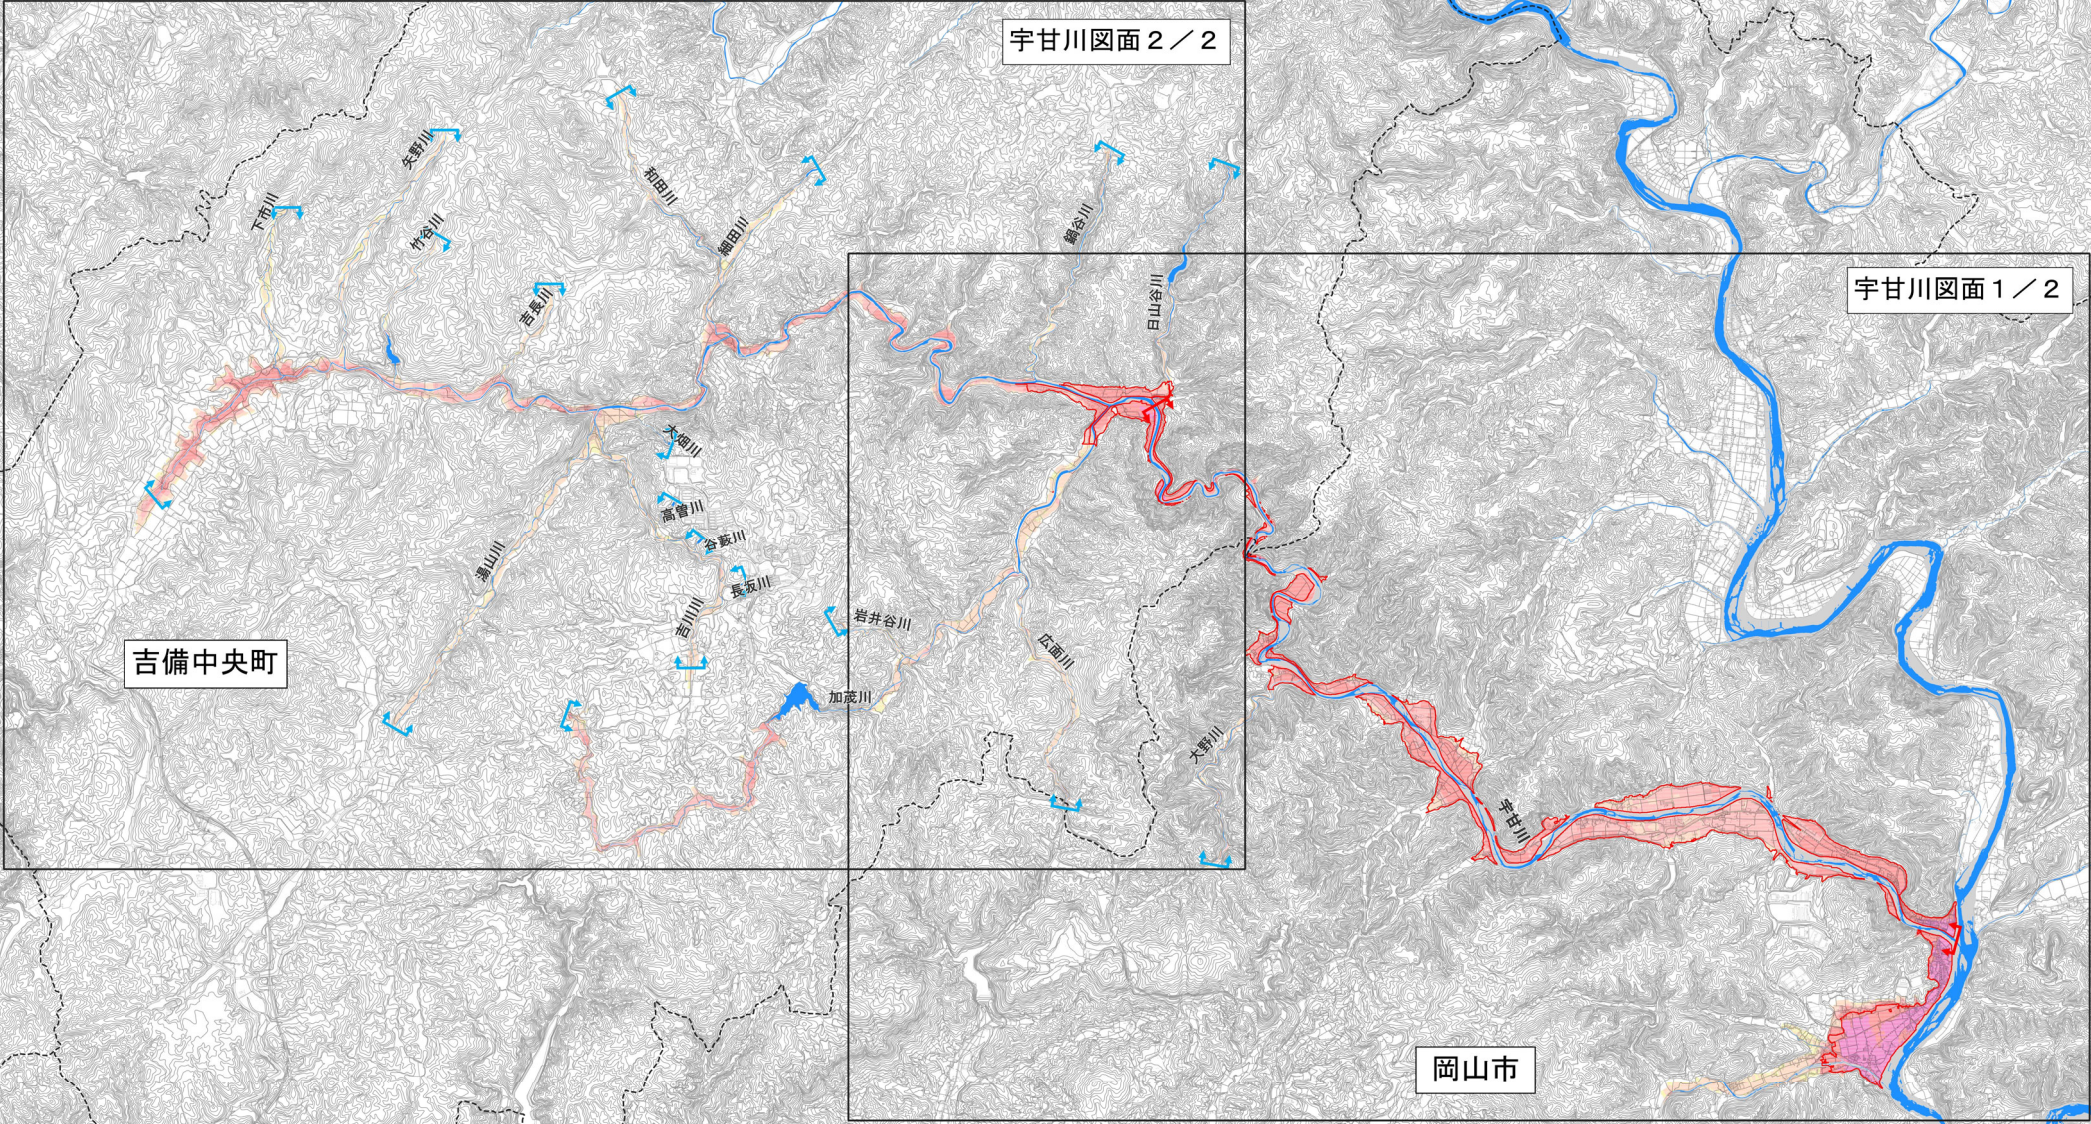 宇甘川図面２／２
矢野川
和田川
下市川
竹谷川
細田川
鍋谷川
日山谷川
宇甘川図面１／２
吉長川
大畑川
高曽川
谷薮川
湯山川
長坂川
吉川川
岩井谷川
広面川
吉備中央町
加茂川
大野川
宇甘川
岡山市